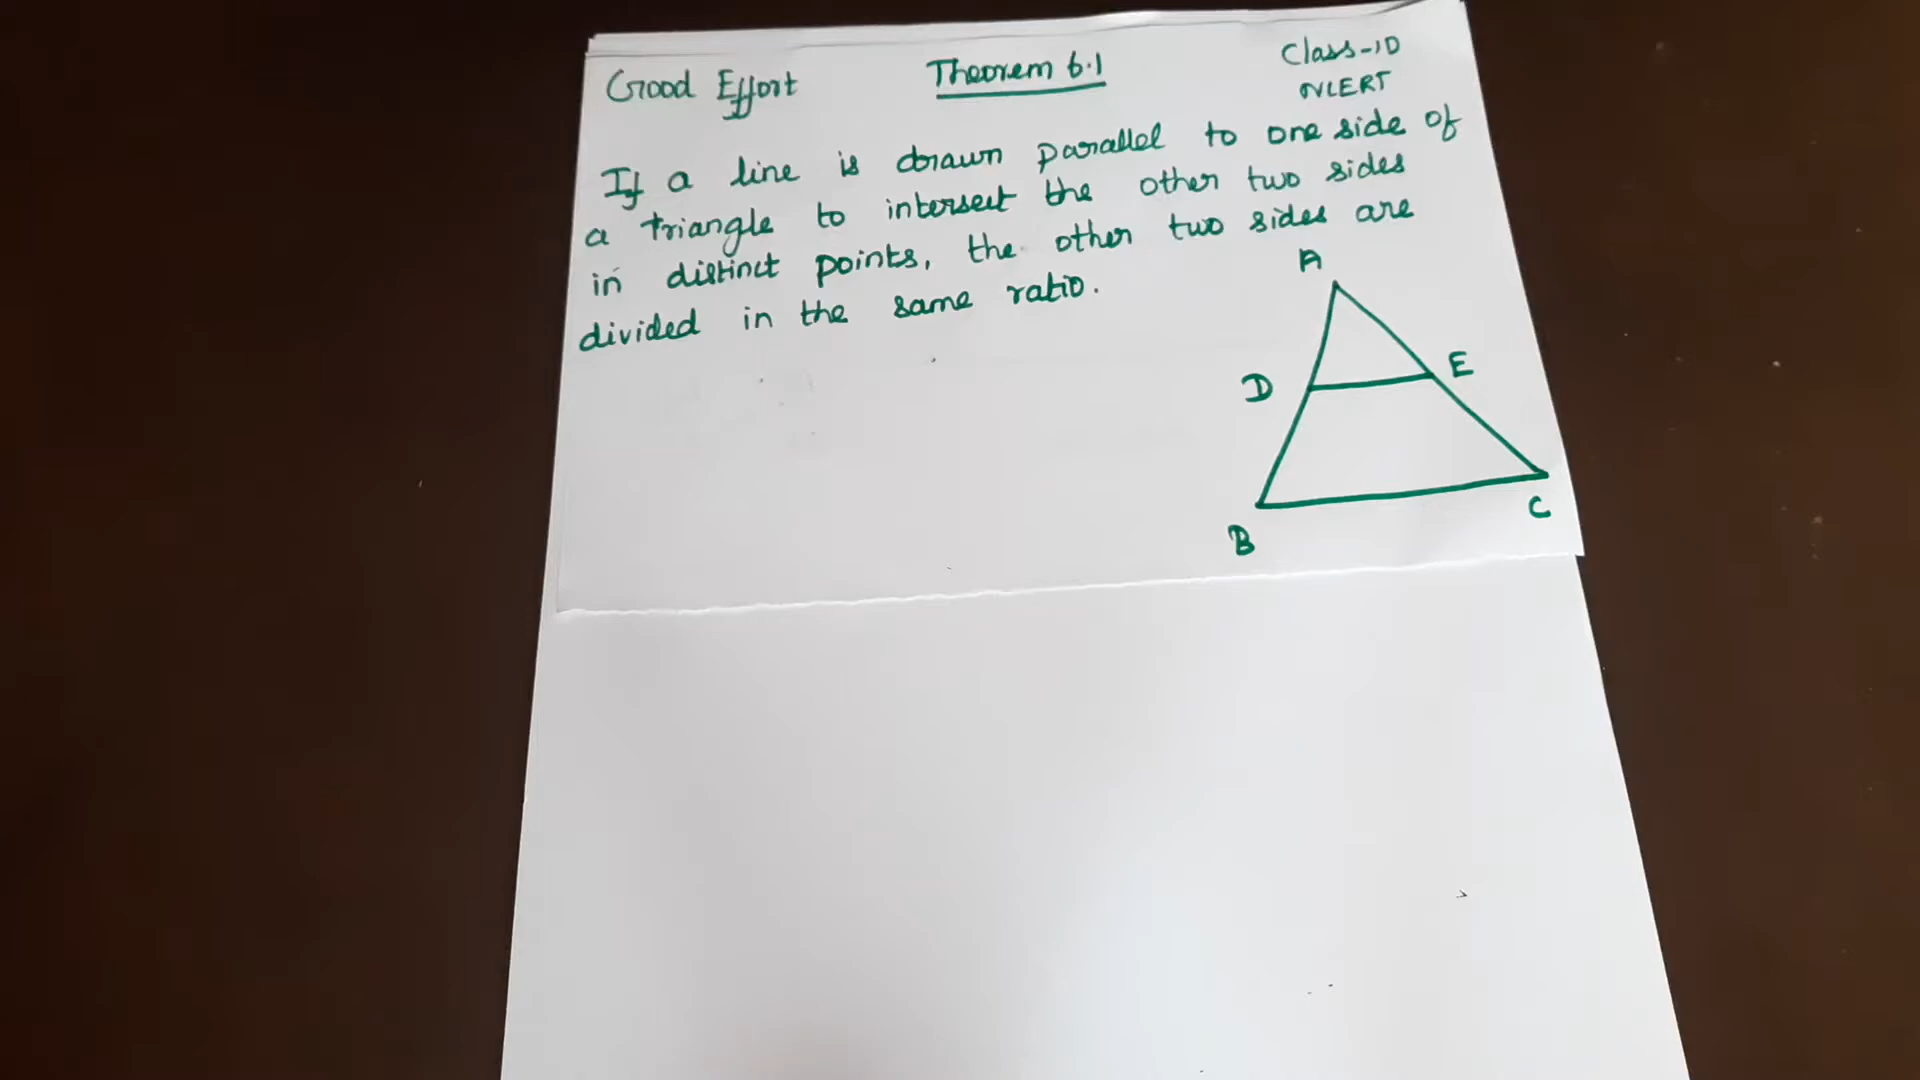 Good Effort
Theorem 6.1
Class-10
NCERT
If a line is drawn parallel to one side of
a triangle to intersect the other two sides
in distinct points, the other two sides are
divided in the same ratio.
A
D
E
B
C